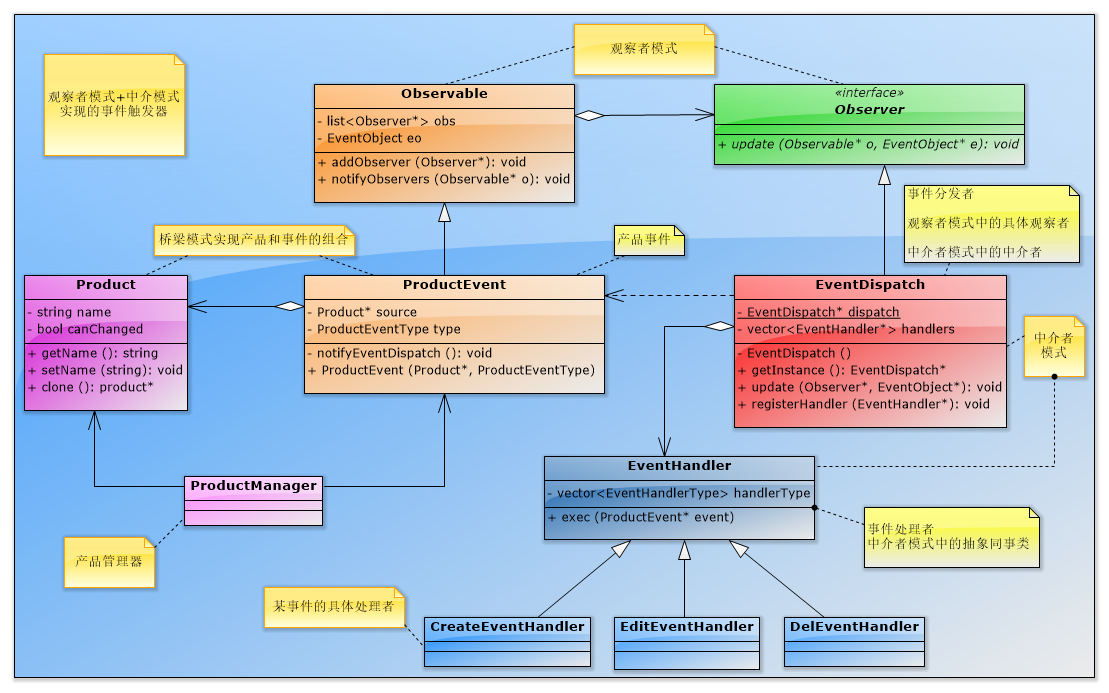 观察者模式
观察者模式+中介模式
实现的事件触发器
Observable
- list<Observer*> obs
- EventObject eo
+ addObserver (Observer*): void
+ notifyObservers (Observable* o): void
«interface»
Observer
+ update (Observable* o, EventObject* e): void
事件分发者
观察者模式中的具体观察者
中介者模式中的中介者
桥梁模式实现产品和事件的组合
产品事件
Product
- string name
- bool canChanged
+ getName (): string
+ setName (string): void
+ clone (): product*
ProductEvent
- Product* source
- ProductEventType type
- notifyEventDispatch (): void
+ ProductEvent (Product*, ProductEventType)
EventDispatch
- EventDispatch* dispatch
- vector<EventHandler*> handlers
- EventDispatch ()
+ getInstance (): EventDispatch*
+ update (Observer*, EventObject*): void
+ registerHandler (EventHandler*): void
中介者
模式
ProductManager
产品管理器
EventHandler
- vector<EventHandlerType> handlerType
+ exec (ProductEvent* event)
事件处理者
中介者模式中的抽象同事类
某事件的具体处理者
CreateEventHandler
EditEventHandler
DelEventHandler